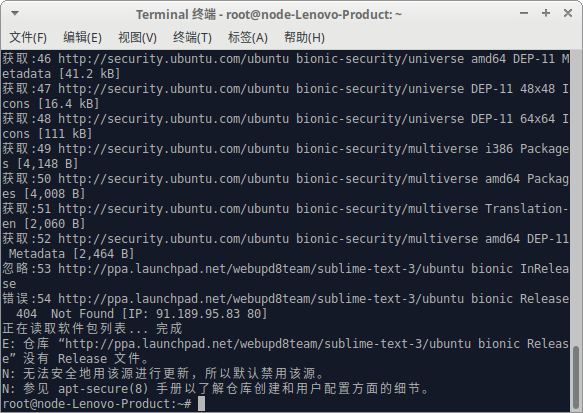 Terminal 终端 - root@node-Lenovo-Product: ~
文件(F) 编辑(E) 视图(V) 终端(T) 标签(A) 帮助(H)
获取:46 http://security.ubuntu.com/ubuntu bionic-security/universe amd64 DEP-11 M
etadata [41.2 kB]
获取:47 http://security.ubuntu.com/ubuntu bionic-security/universe DEP-11 48x48 I
cons [16.4 kB]
获取:48 http://security.ubuntu.com/ubuntu bionic-security/universe DEP-11 64x64 I
cons [111 kB]
获取:49 http://security.ubuntu.com/ubuntu bionic-security/multiverse i386 Package
s [4,148 B]
获取:50 http://security.ubuntu.com/ubuntu bionic-security/multiverse amd64 Packag
es [4,008 B]
获取:51 http://security.ubuntu.com/ubuntu bionic-security/multiverse Translation-
en [2,060 B]
获取:52 http://security.ubuntu.com/ubuntu bionic-security/multiverse amd64 DEP-11
 Metadata [2,464 B]
忽略:53 http://ppa.launchpad.net/webupd8team/sublime-text-3/ubuntu bionic InRelea
se
错误:54 http://ppa.launchpad.net/webupd8team/sublime-text-3/ubuntu bionic Release
  404  Not Found [IP: 91.189.95.83 80]
正在读取软件包列表... 完成
E: 仓库 “http://ppa.launchpad.net/webupd8team/sublime-text-3/ubuntu bionic Releas
e” 没有 Release 文件。
N: 无法安全地用该源进行更新，所以默认禁用该源。
N: 参见 apt-secure(8) 手册以了解仓库创建和用户配置方面的细节。
root@node-Lenovo-Product:~#